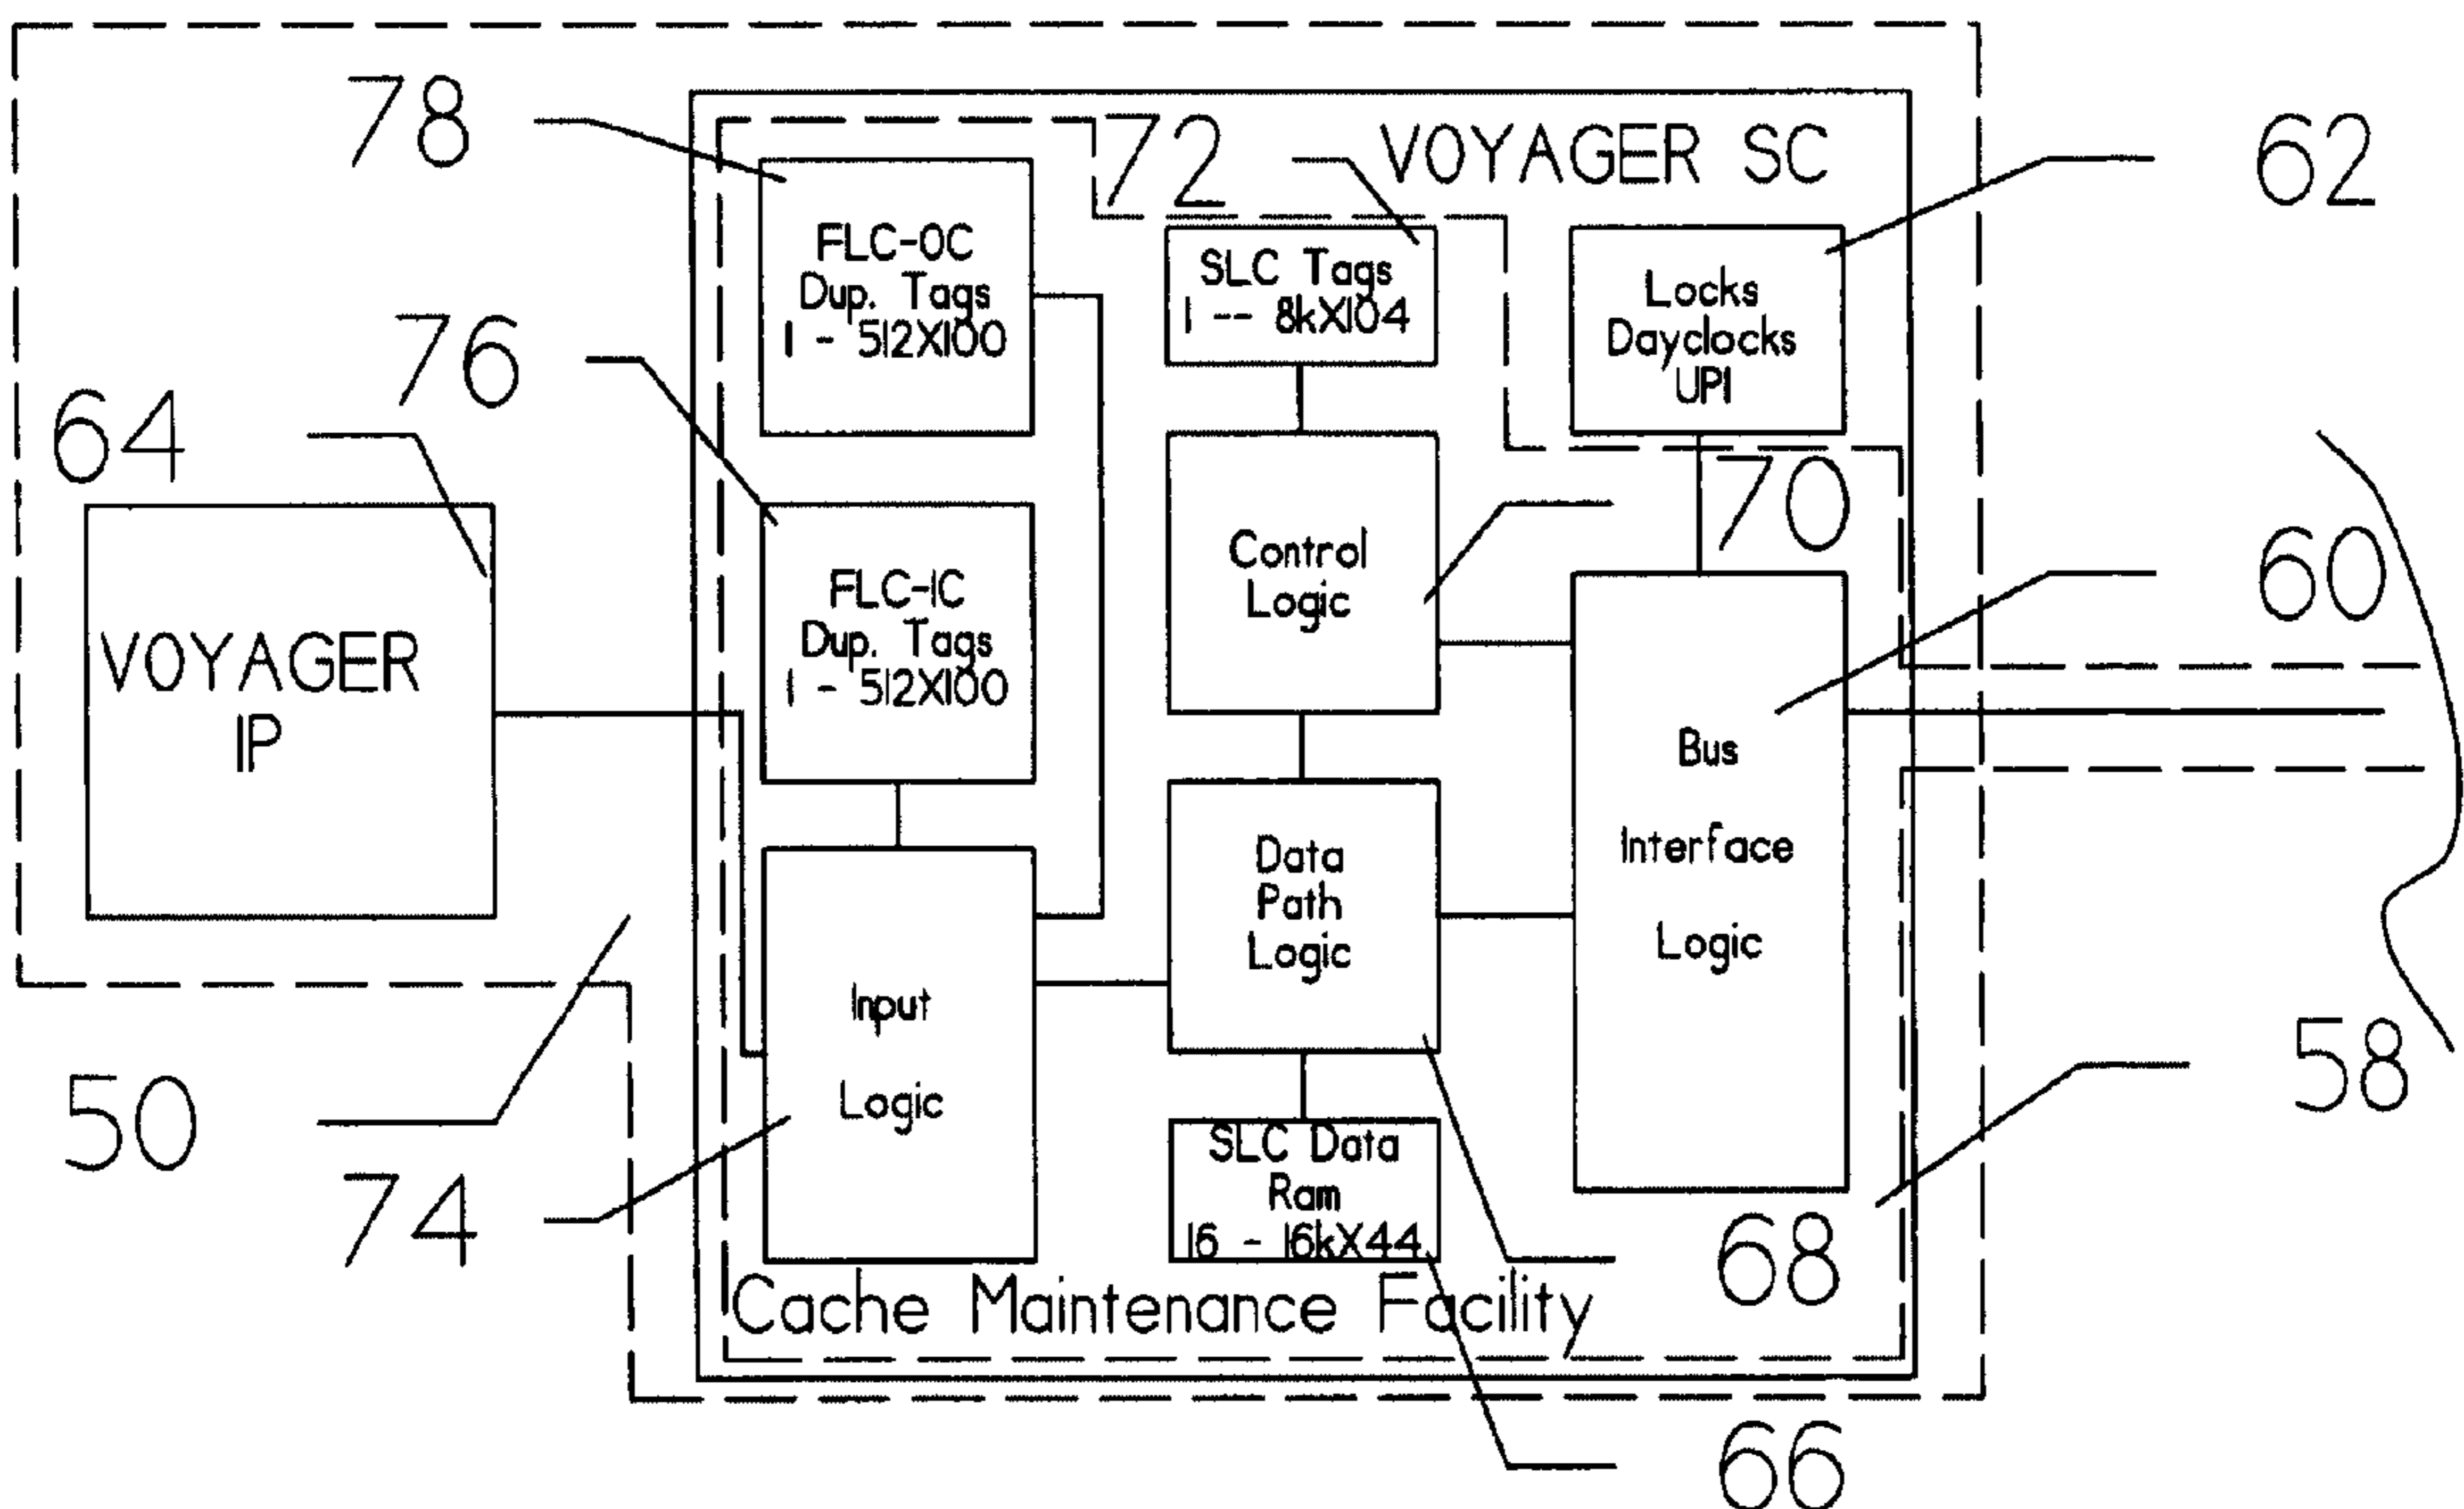 78
72
VOYAGER SC
62
FLC-OC
Dup. Tags
1 - 512X100
SLC Tags
1 -- 8kX104
Locks
Dayclocks
UPI
76
64
70
60
Control
Logic
FLC-IC
Dup. Tags
1 - 512X100
VOYAGER
IP
Bus
Interface
Logic
Data
Path
Logic
Input
Logic
50
58
74
SLC Data
Ram
16 - 16kX44
68
Cache Maintenance Facility
66